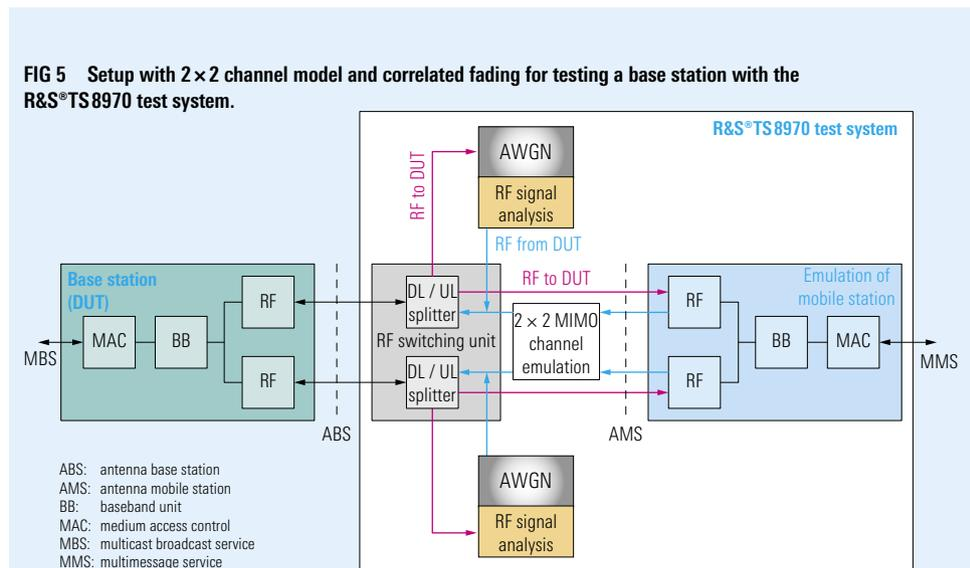 FIG 5 Setup with 2 × 2 channel model and correlated fading for testing a base station with the
R&S®TS 8970 test system.
R&S®TS 8970 test system
AWGN
RF signal
analysis
RF to DUT
RF from DUT
RF to DUT
Base station
(DUT)
Emulation of
mobile station
RF
DL / UL
splitter
RF
2 × 2 MIMO
channel
emulation
MBS
MAC
BB
RF switching unit
BB
MAC
MMS
RF
DL / UL
splitter
RF
ABS
AMS
AWGN
RF signal
analysis
ABS: antenna base station
AMS: antenna mobile station
BB: baseband unit
MAC: medium access control
MBS: multicast broadcast service
MMS: multimessage service